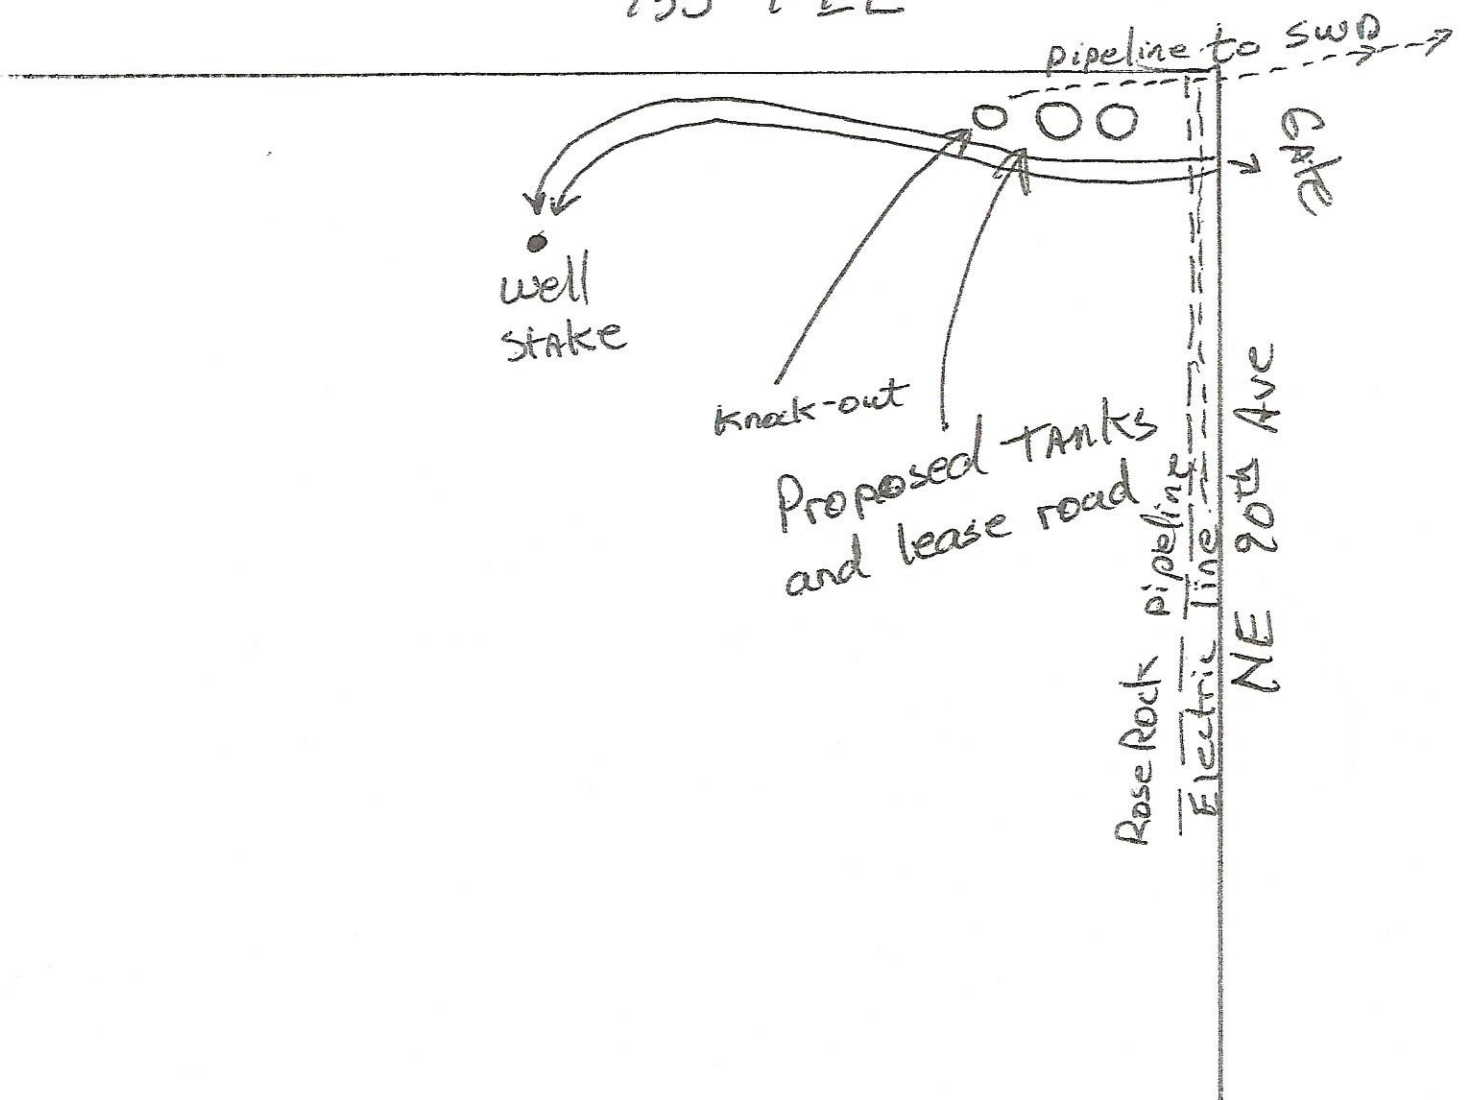 pipeline to SWD
Gate
well
stake
knock-out
Proposed TANKS
and lease road
Rose Rock pipeline
Electric line
NE 20th Ave